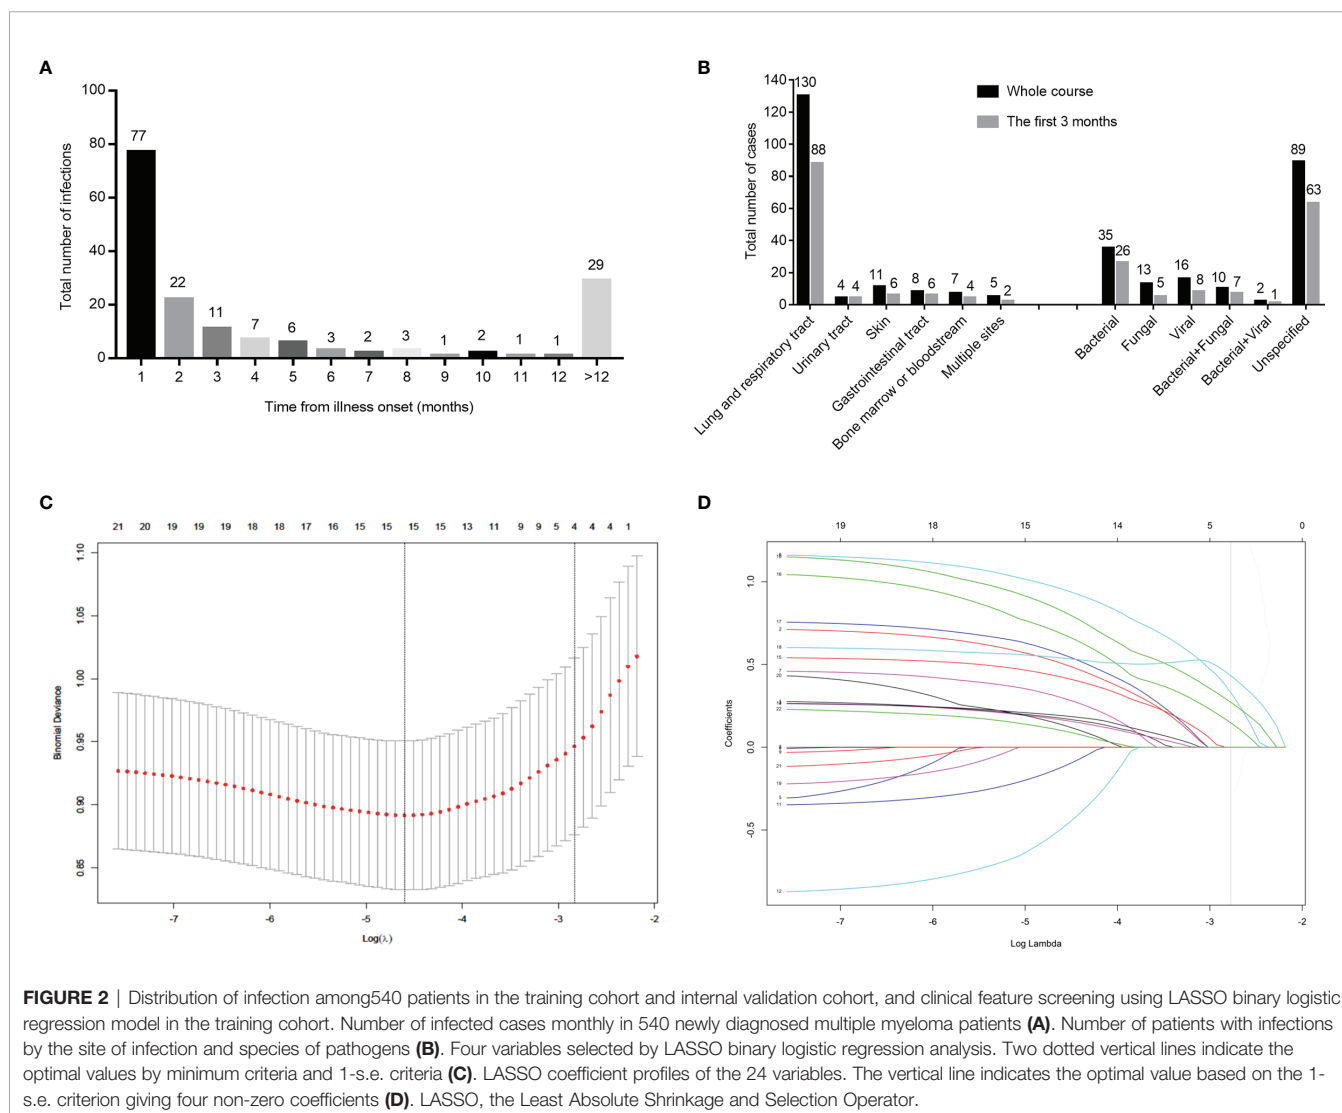 A
Total number of infections
100
80
60
40
20
0
77
22
11
7
6
3
2
3
1
2
1
1
29
1 2 3 4 5 6 7 8 9 10 11 12 >12
Time from illness onset (months)
B
Total number of cases
140
120
100
80
60
40
20
0
Whole course
The first 3 months
130
88
4 4
11 6
8 6
7 4
5 2
35 26
13 5
16 8
10 7
2 1
89 63
Lung and respiratory tract
Urinary tract
Skin
Gastrointestinal tract
Bone marrow or bloodstream
Multiple sites
Bacterial
Fungal
Viral
Bacterial+Fungal
Bacterial+Viral
Unspecified
C
21 20 19 19 19 18 18 17 16 15 15 15 15 13 11 9 9 5 4 4 4 1
Binomial Deviance
1.10
1.05
1.00
0.95
0.90
0.85
-7 -6 -5 -4 -3 -2
Log(λ)
D
19 18 15 14 5 0
Coefficients
1.0
0.5
0.0
-0.5
16
17
2
18
15
7
20
22
21
19
11
12
-7 -6 -5 -4 -3 -2
Log Lambda
FIGURE 2 | Distribution of infection among540 patients in the training cohort and internal validation cohort, and clinical feature screening using LASSO binary logistic
regression model in the training cohort. Number of infected cases monthly in 540 newly diagnosed multiple myeloma patients (A). Number of patients with infections
by the site of infection and species of pathogens (B). Four variables selected by LASSO binary logistic regression analysis. Two dotted vertical lines indicate the
optimal values by minimum criteria and 1-s.e. criteria (C). LASSO coefficient profiles of the 24 variables. The vertical line indicates the optimal value based on the 1-
s.e. criterion giving four non-zero coefficients (D). LASSO, the Least Absolute Shrinkage and Selection Operator.